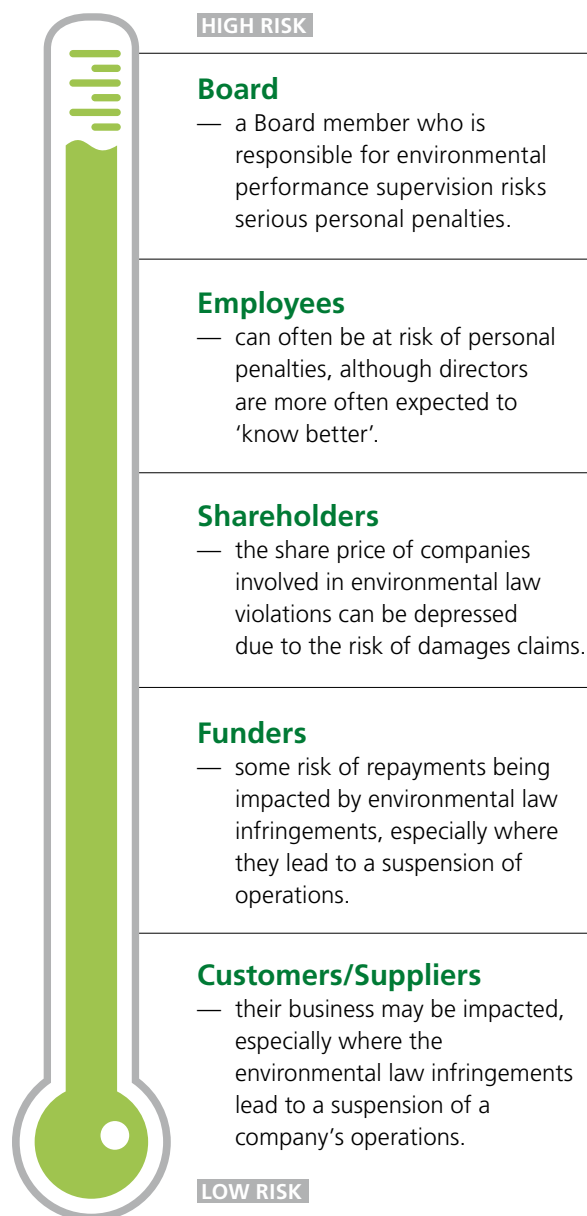 HIGH RISK
Board
— a Board member who is
responsible for environmental
performance supervision risks
serious personal penalties.
Employees
— can often be at risk of personal
penalties, although directors
are more often expected to
‘know better’.
Shareholders
— the share price of companies
involved in environmental law
violations can be depressed
due to the risk of damages claims.
Funders
— some risk of repayments being
impacted by environmental law
infringements, especially where
they lead to a suspension of
operations.
Customers/Suppliers
— their business may be impacted,
especially where the
environmental law infringements
lead to a suspension of a
company’s operations.
LOW RISK